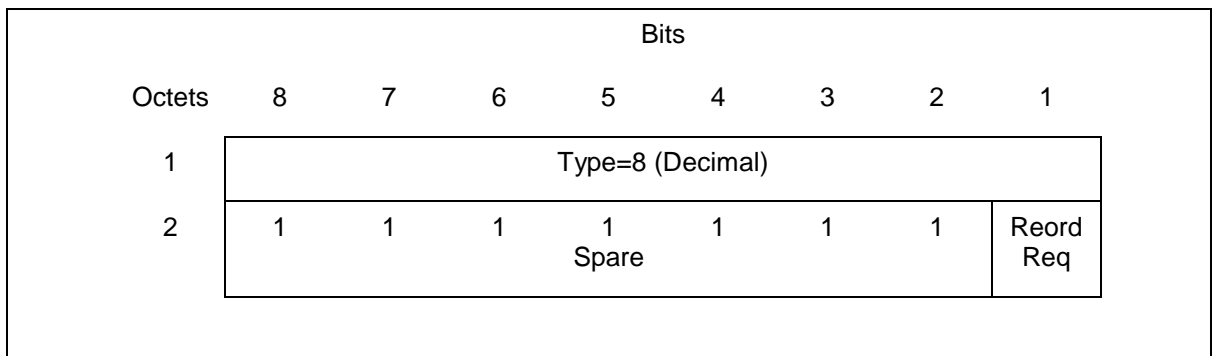 Bits
Octets 8 7 6 5 4 3 2 1
1 Type=8 (Decimal)
2 1 1 1 1 1 1 1 Reord
Spare Req